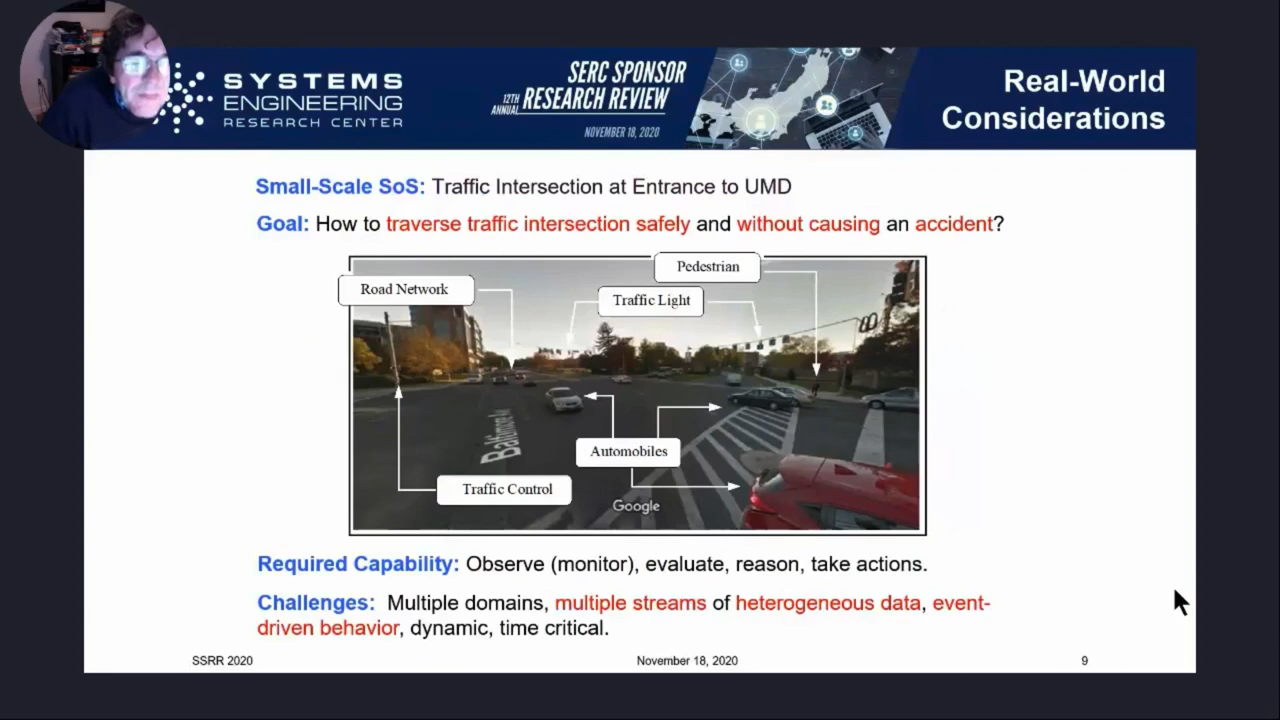 SYSTEMS
ENGINEERING
RESEARCH CENTER
SERC SPONSOR
12TH ANNUAL RESEARCH REVIEW
NOVEMBER 18, 2020
Real-World
Considerations
Small-Scale SoS: Traffic Intersection at Entrance to UMD
Goal: How to traverse traffic intersection safely and without causing an accident?
Pedestrian
Road Network
Traffic Light
Baltimore Ave
Automobiles
Traffic Control
Google
Required Capability: Observe (monitor), evaluate, reason, take actions.
Challenges: Multiple domains, multiple streams of heterogeneous data, event-
driven behavior, dynamic, time critical.
SSRR 2020
November 18, 2020
9